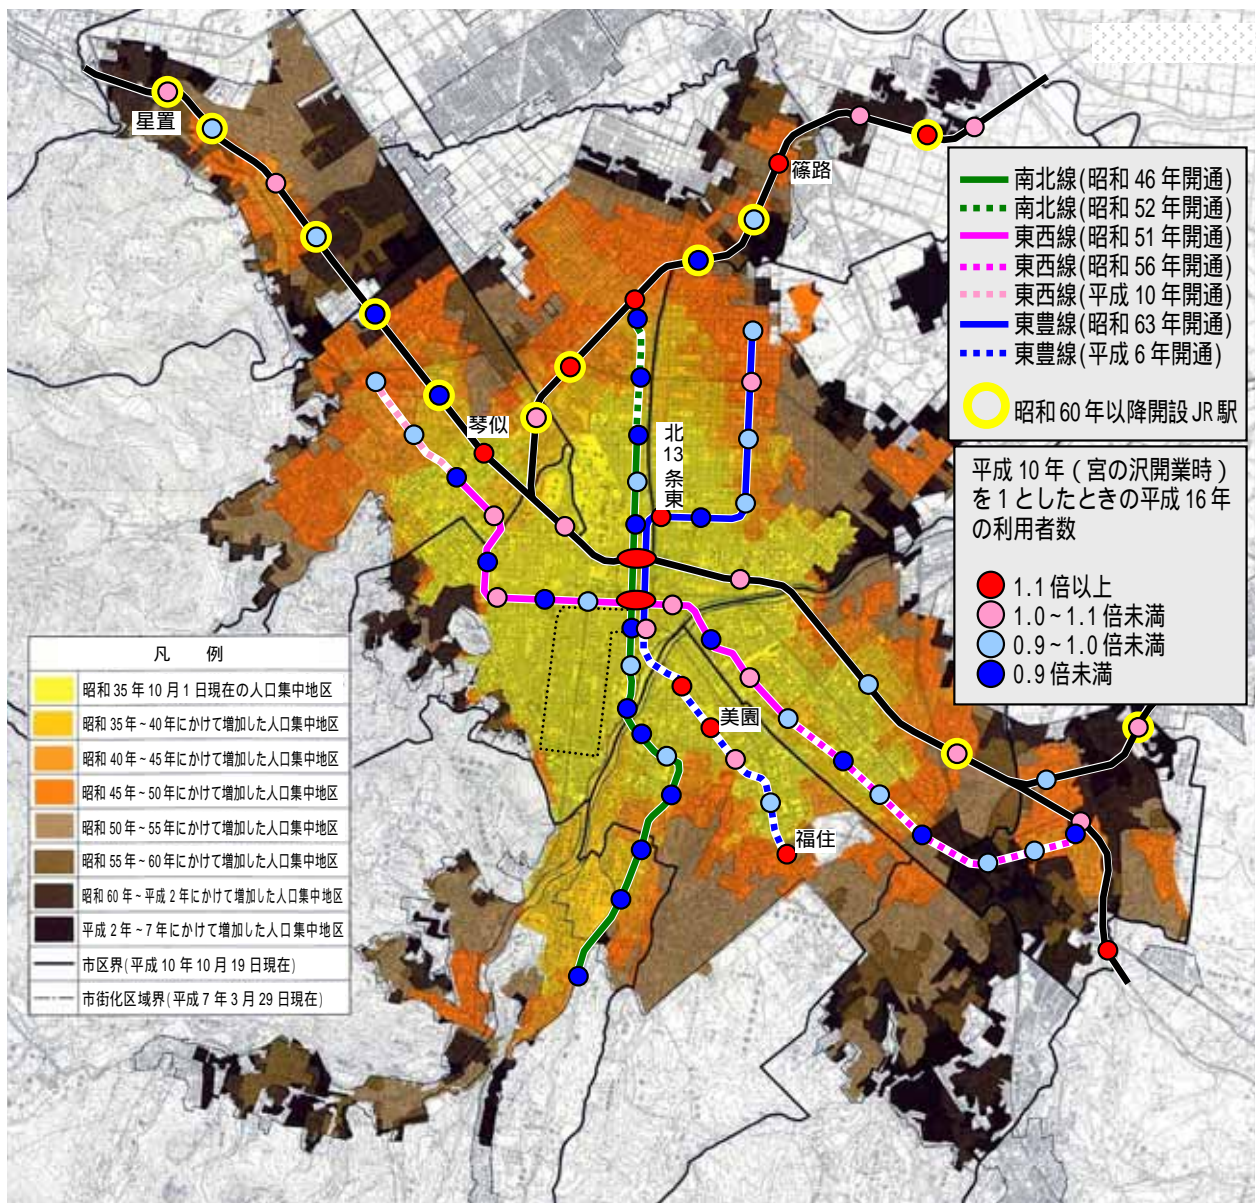 星置
篠路
琴似
北13条東
美園
福住
南北線(昭和46年開通)
南北線(昭和52年開通)
東西線(昭和51年開通)
東西線(昭和56年開通)
東西線(平成10年開通)
東豊線(昭和63年開通)
東豊線(平成6年開通)
昭和60年以降開設JR駅
平成10年(宮の沢開業時)
を1としたときの平成16年
の利用者数
1.1倍以上
1.0~1.1倍未満
0.9~1.0倍未満
0.9倍未満
凡 例
昭和35年10月1日現在の人口集中地区
昭和35年~40年にかけて増加した人口集中地区
昭和40年~45年にかけて増加した人口集中地区
昭和45年~50年にかけて増加した人口集中地区
昭和50年~55年にかけて増加した人口集中地区
昭和55年~60年にかけて増加した人口集中地区
昭和60年~平成2年にかけて増加した人口集中地区
平成2年~7年にかけて増加した人口集中地区
市区界(平成10年10月19日現在)
市街化区域界(平成7年3月29日現在)